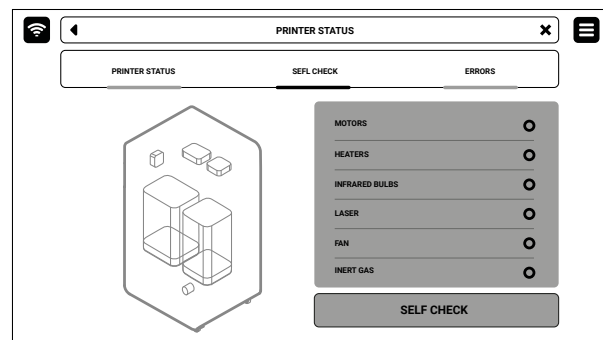 PRINTER STATUS
PRINTER STATUS SEFL CHECK ERRORS
MOTORS
HEATERS
INFRARED BULBS
LASER
FAN
INERT GAS
SELF CHECK